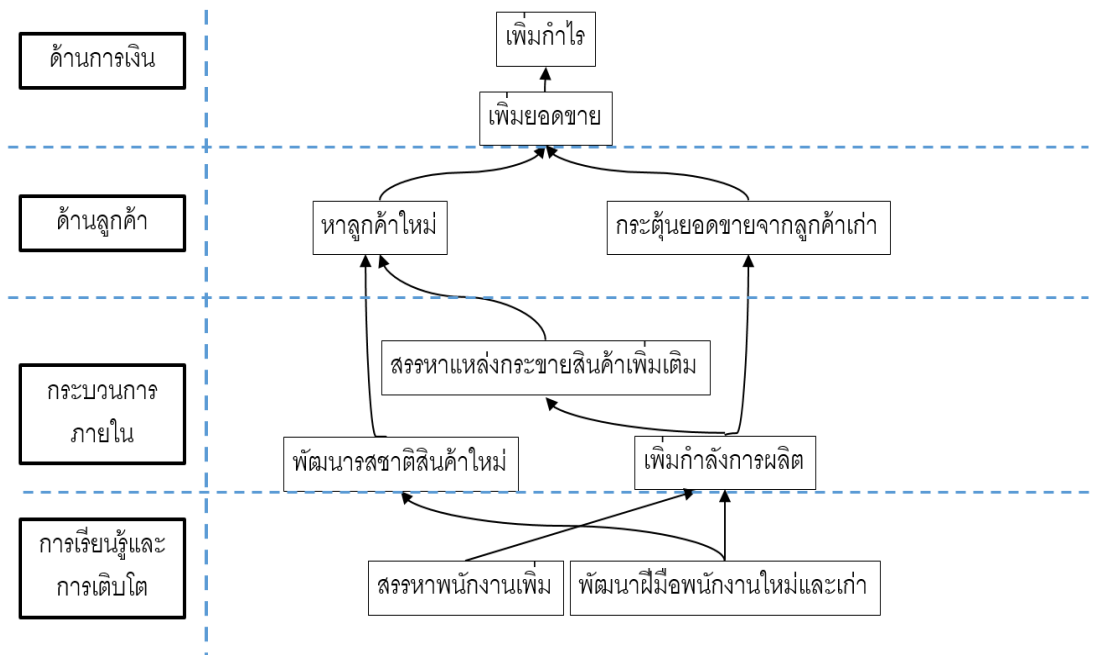 ด้านการเงิน
เพิ่มกำไร
เพิ่มยอดขาย
ด้านลูกค้า
หาลูกค้าใหม่
กระตุ้นยอดขายจากลูกค้าเก่า
กระบวนการ
ภายใน
สรรหาแหล่งกระขายสินค้าเพิ่มเติม
พัฒนารสชาติสินค้าใหม่
เพิ่มกำลังการผลิต
การเรียนรู้และ
การเติบโต
สรรหาพนักงานเพิ่ม
พัฒนาฝีมือพนักงานใหม่และเก่า